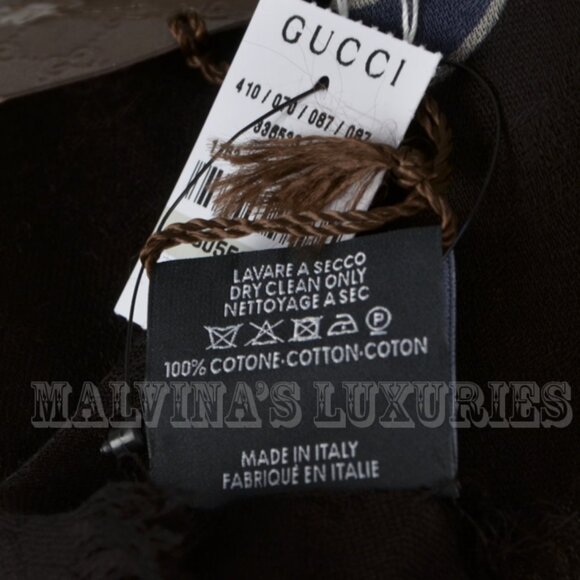 GUCCI
410/070/087/087
LAVARE A SECCO
DRY CLEAN ONLY
NETTOYAGE A SEC
100% COTONE-COTTON-COTON
MALVINA'S LUXURIES
MADE IN ITALY
FABRIQUÉ EN ITALIE